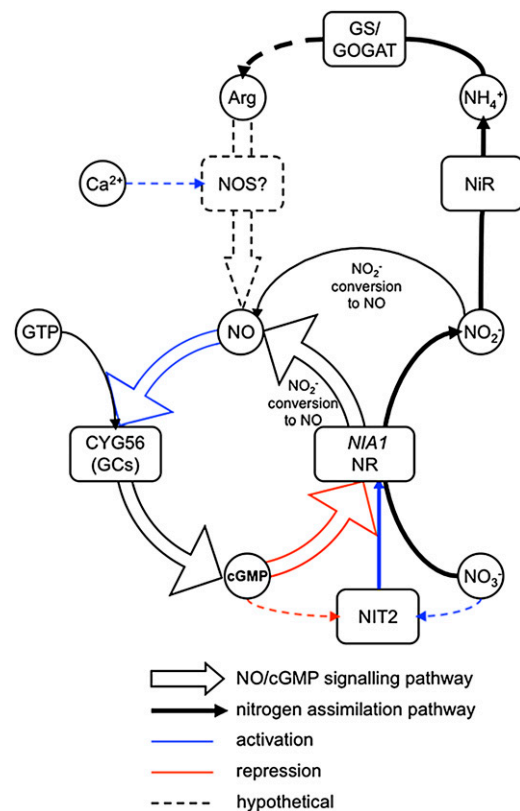 GS/
GOGAT
Arg
NH₄⁺
Ca²⁺
NOS?
NiR
NO₂⁻
conversion
to NO
GTP
NO
NO₂⁻
NO₂⁻
conversion
to NO
CYG56
(GCs)
NIA1
NR
cGMP
NO₃⁻
NIT2
NO/cGMP signalling pathway
nitrogen assimilation pathway
activation
repression
hypothetical